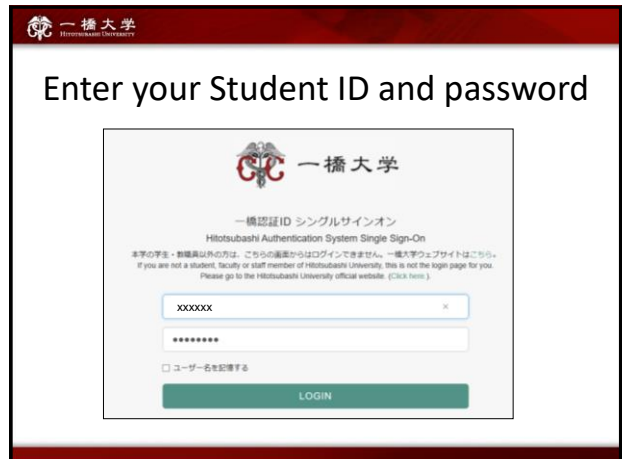 一橋大学
HITOTSUBASHI UNIVERSITY
Enter your Student ID and password
一橋大学
一橋認証ID シングルサインオン
Hitotsubashi Authentication System Single Sign-On
本学の学生・教職員以外の方は、こちらの画面からはログインできません。一橋大学ウェブサイトはこちら。
If you are not a student, faculty or staff member of Hitotsubashi University, this is not the login page for you.
Please go to the Hitotsubashi University official website. (Click here.)
xxxxxx ×
••••••••
ユーザー名を記憶する
LOGIN